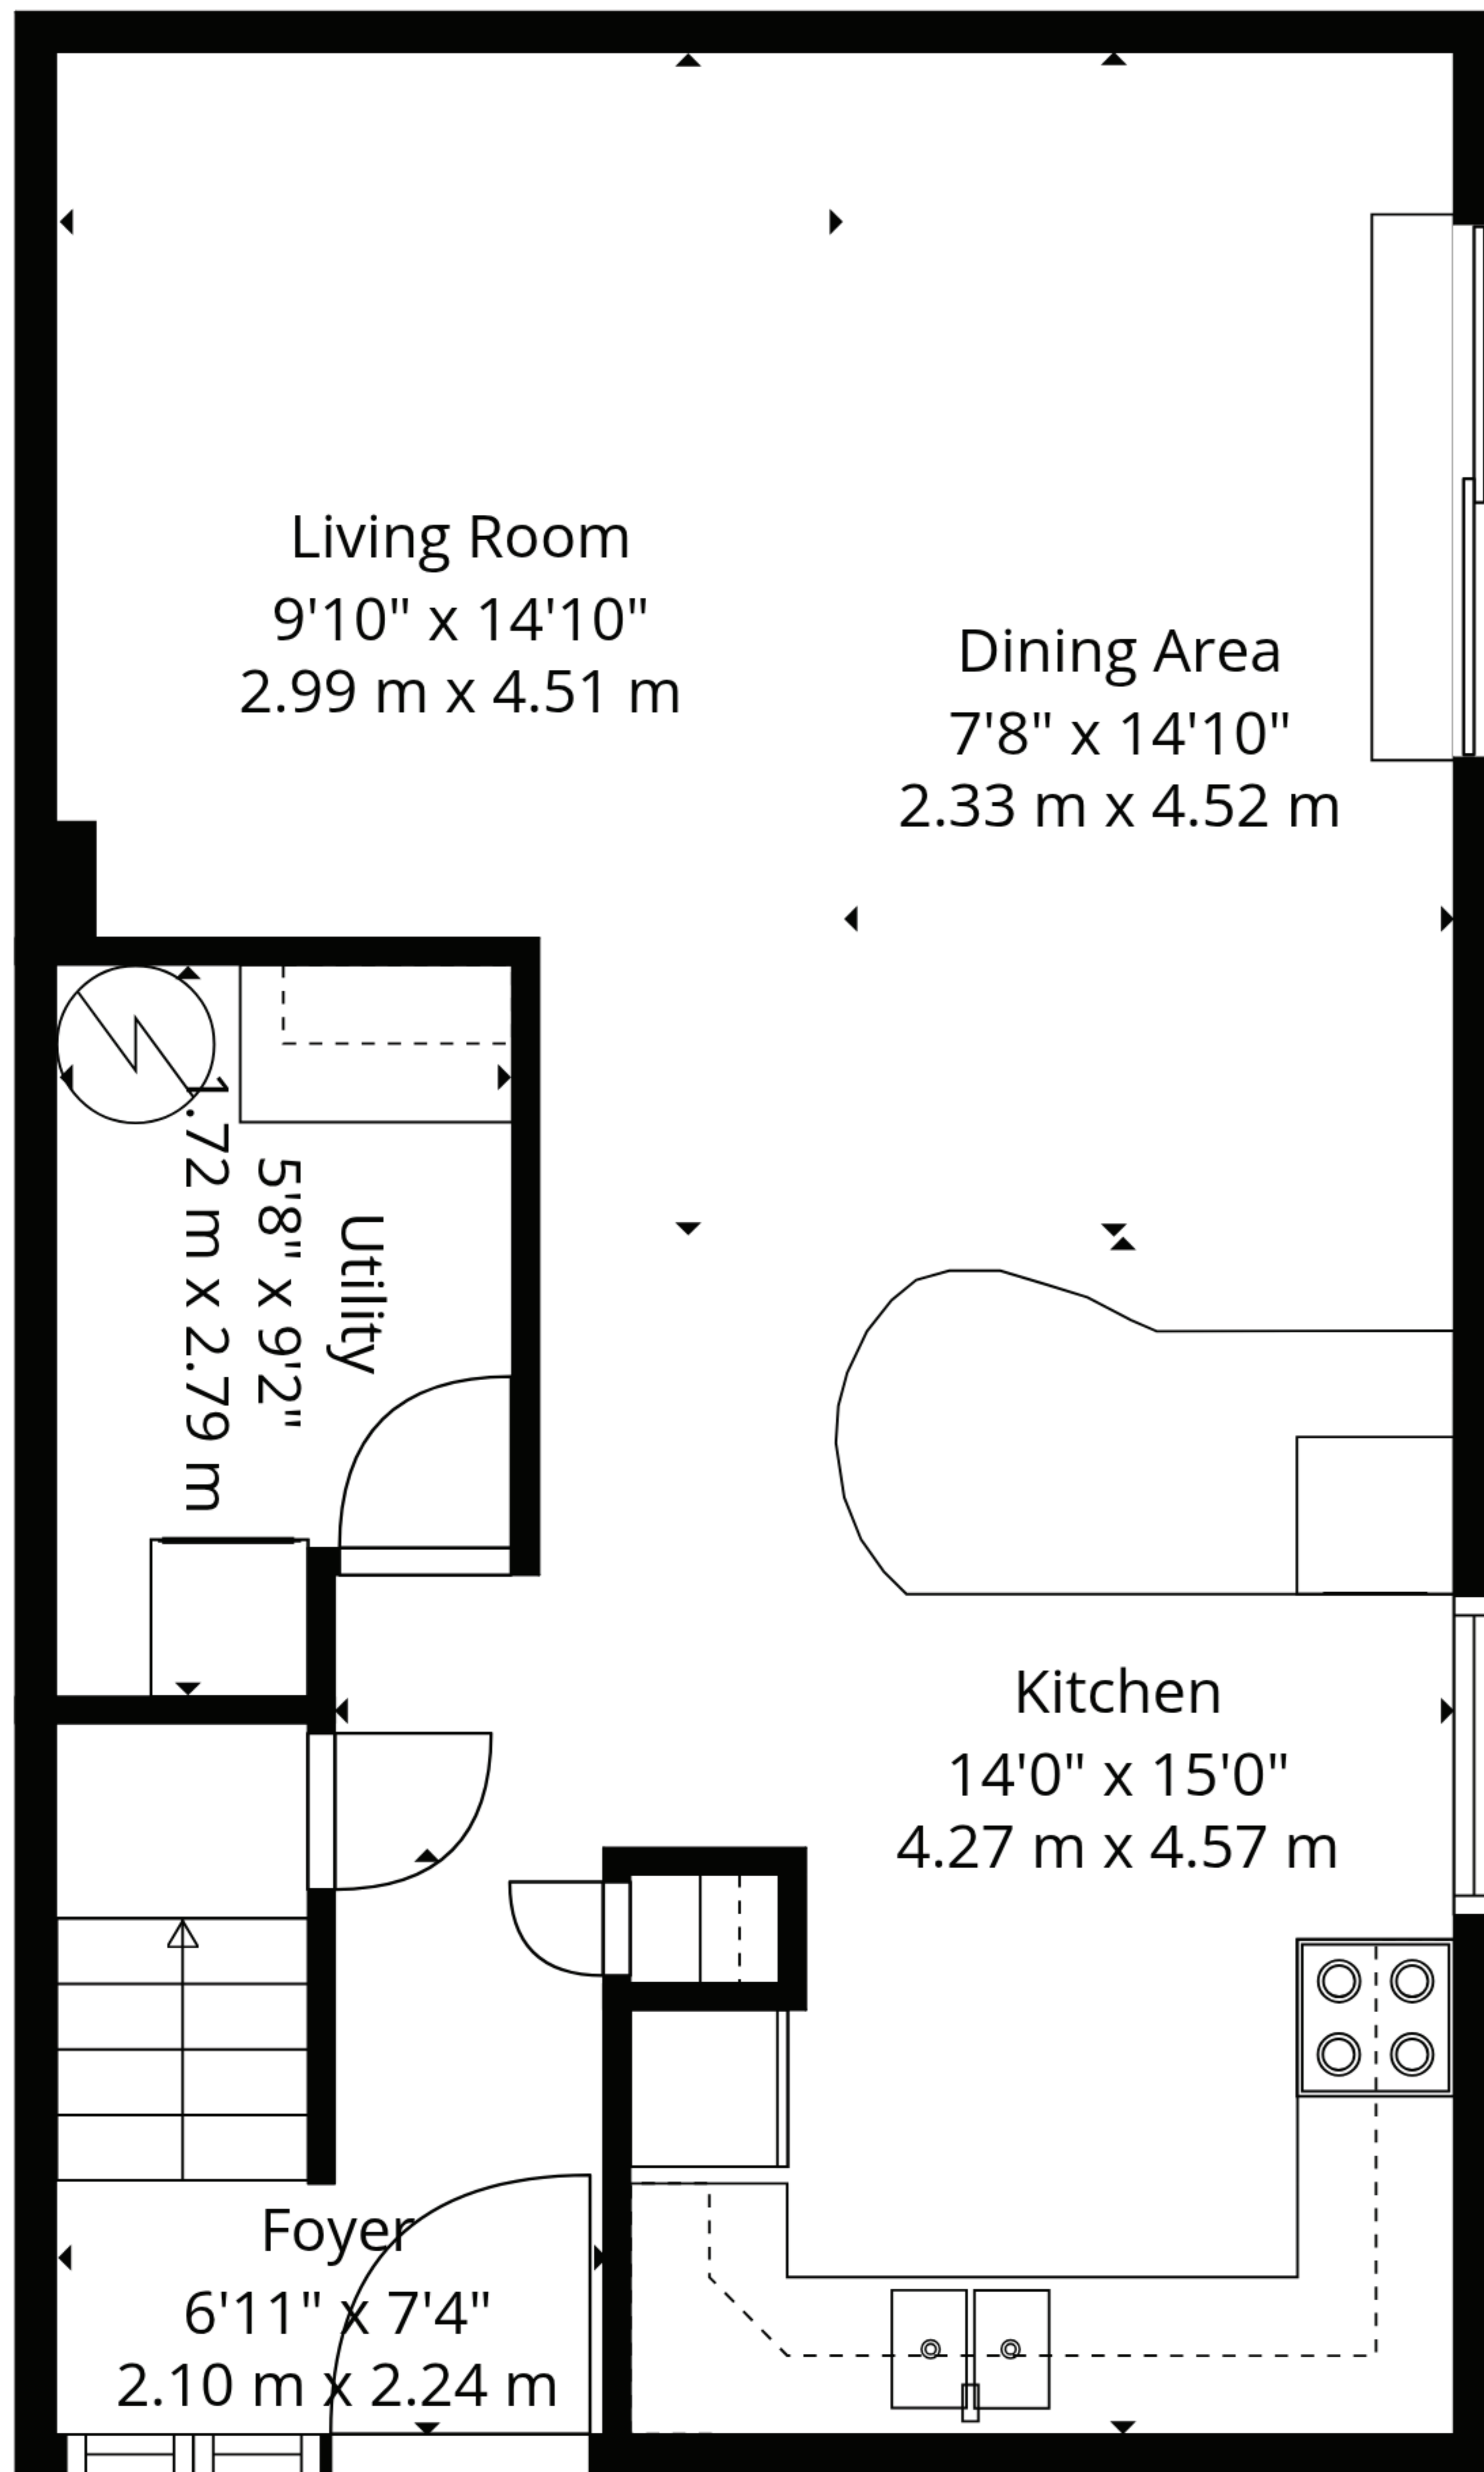 Living Room
9'10" x 14'10"
2.99 m x 4.51 m
Dining Area
7'8" x 14'10"
2.33 m x 4.52 m
Utility
5'8" x 9'2"
1.72 m x 2.79 m
Kitchen
14'0" x 15'0"
4.27 m x 4.57 m
Foyer
6'11" x 7'4"
2.10 m x 2.24 m